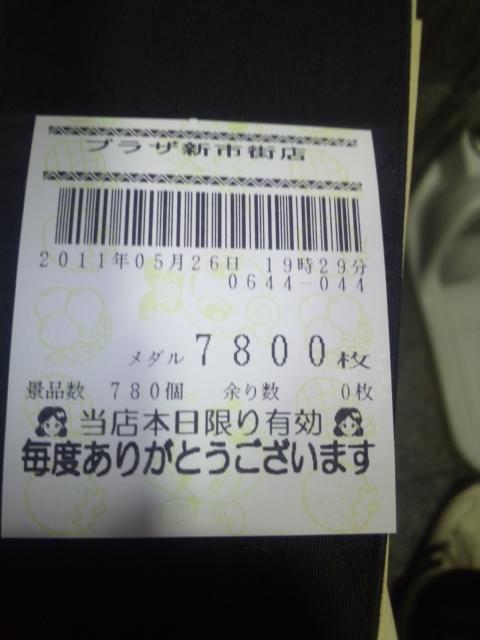 プラザ新市街店
2011年05月26日 19時29分
0644-044
メダル 7800枚
景品数 780個 余り数 0枚
当店本日限り有効
毎度ありがとうございます